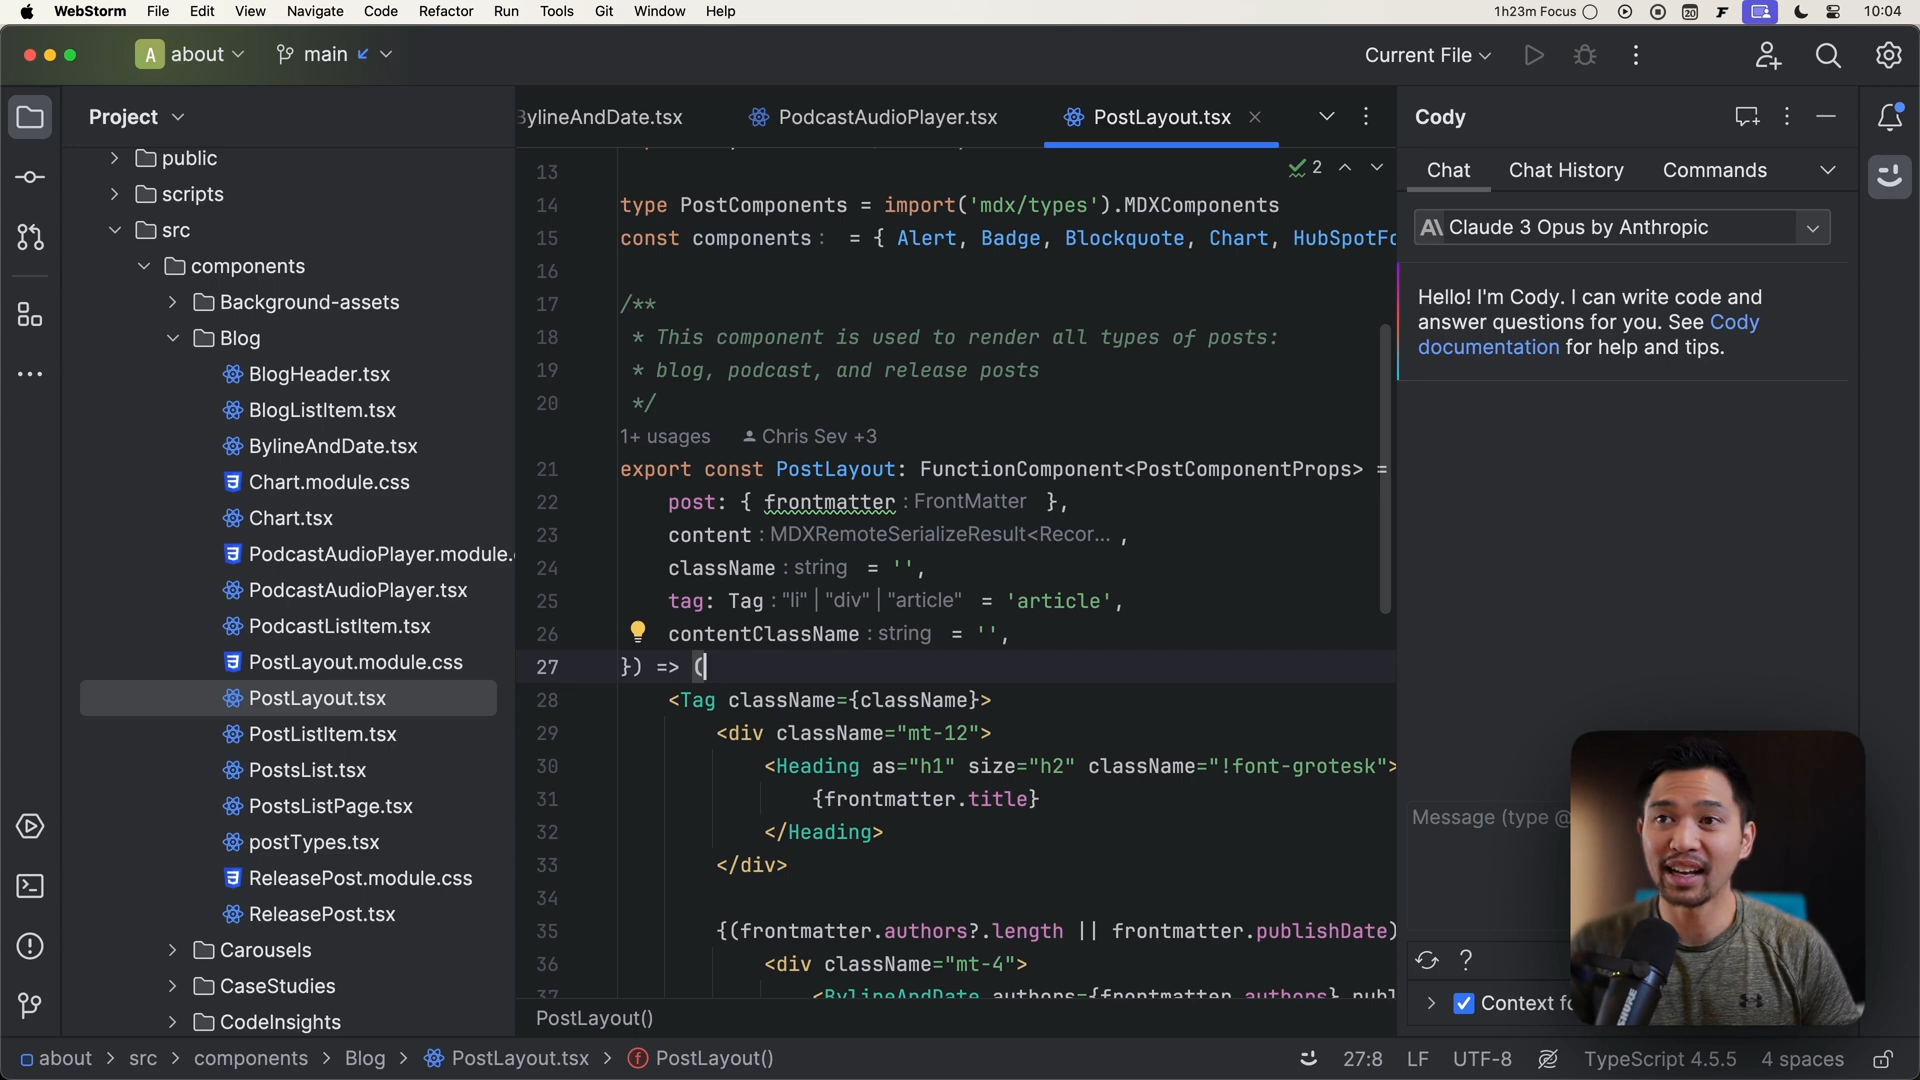 WebStorm File Edit View Navigate Code Refactor Run Tools Git Window Help 1h23m Focus 20 10:04
A about main Current File
Project
public
scripts
src
components
Background-assets
Blog
BlogHeader.tsx
BlogListItem.tsx
BylineAndDate.tsx
Chart.module.css
Chart.tsx
PodcastAudioPlayer.module.
PodcastAudioPlayer.tsx
PodcastListItem.tsx
PostLayout.module.css
PostLayout.tsx
PostListItem.tsx
PostsList.tsx
PostsListPage.tsx
postTypes.tsx
ReleasePost.module.css
ReleasePost.tsx
Carousels
CaseStudies
CodeInsights
BylineAndDate.tsx PodcastAudioPlayer.tsx PostLayout.tsx
2
13
14 type PostComponents = import('mdx/types').MDXComponents
15 const components: = { Alert, Badge, Blockquote, Chart, HubSpotFo
16
17 /**
18 * This component is used to render all types of posts:
19 * blog, podcast, and release posts
20 */
1+ usages Chris Sev +3
21 export const PostLayout: FunctionComponent<PostComponentProps> =
22 post: { frontmatter : FrontMatter },
23 content : MDXRemoteSerializeResult<Recor... ,
24 className : string = '',
25 tag: Tag : "li" | "div" | "article" = 'article',
26 contentClassName : string = '',
27 }) => (
28 <Tag className={className}>
29 <div className="mt-12">
30 <Heading as="h1" size="h2" className="!font-grotesk">
31 {frontmatter.title}
32 </Heading>
33 </div>
34
35 {(frontmatter.authors?.length || frontmatter.publishDate)
36 <div className="mt-4">
37 <BylineAndDate authors={frontmatter.authors} publ
PostLayout()
Cody
Chat Chat History Commands
Claude 3 Opus by Anthropic
Hello! I'm Cody. I can write code and
answer questions for you. See Cody
documentation for help and tips.
Message (type @
?
Context fo
SHURE
about > src > components > Blog > PostLayout.tsx > f PostLayout() 27:8 LF UTF-8 TypeScript 4.5.5 4 spaces